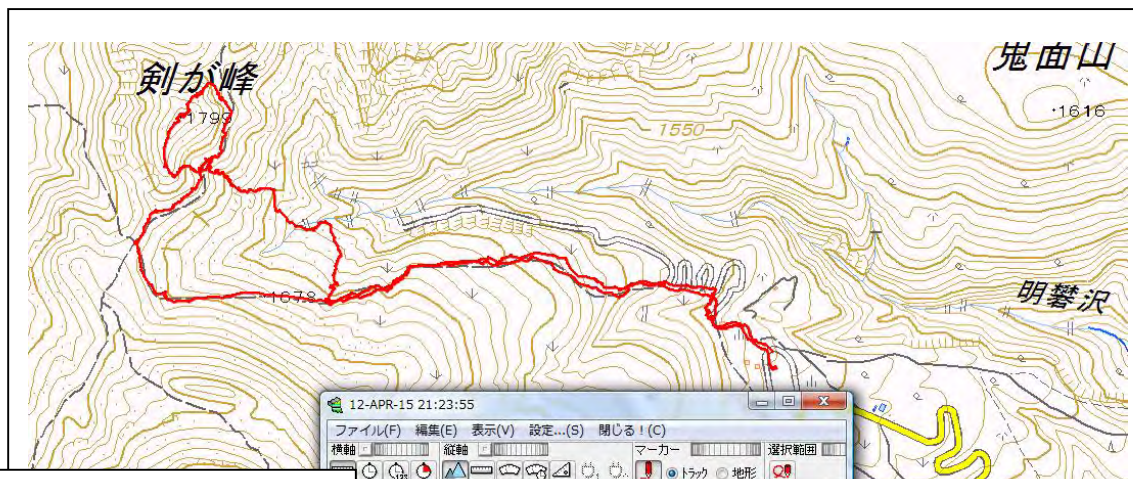 剣が峰
鬼面山
1799
・1616
1550
1678
明礬沢
12-APR-15 21:23:55
ファイル(F) 編集(E) 表示(V) 設定...(S) 閉じる！(C)
横軸 縦軸 マーカー 選択範囲
トラック 地形